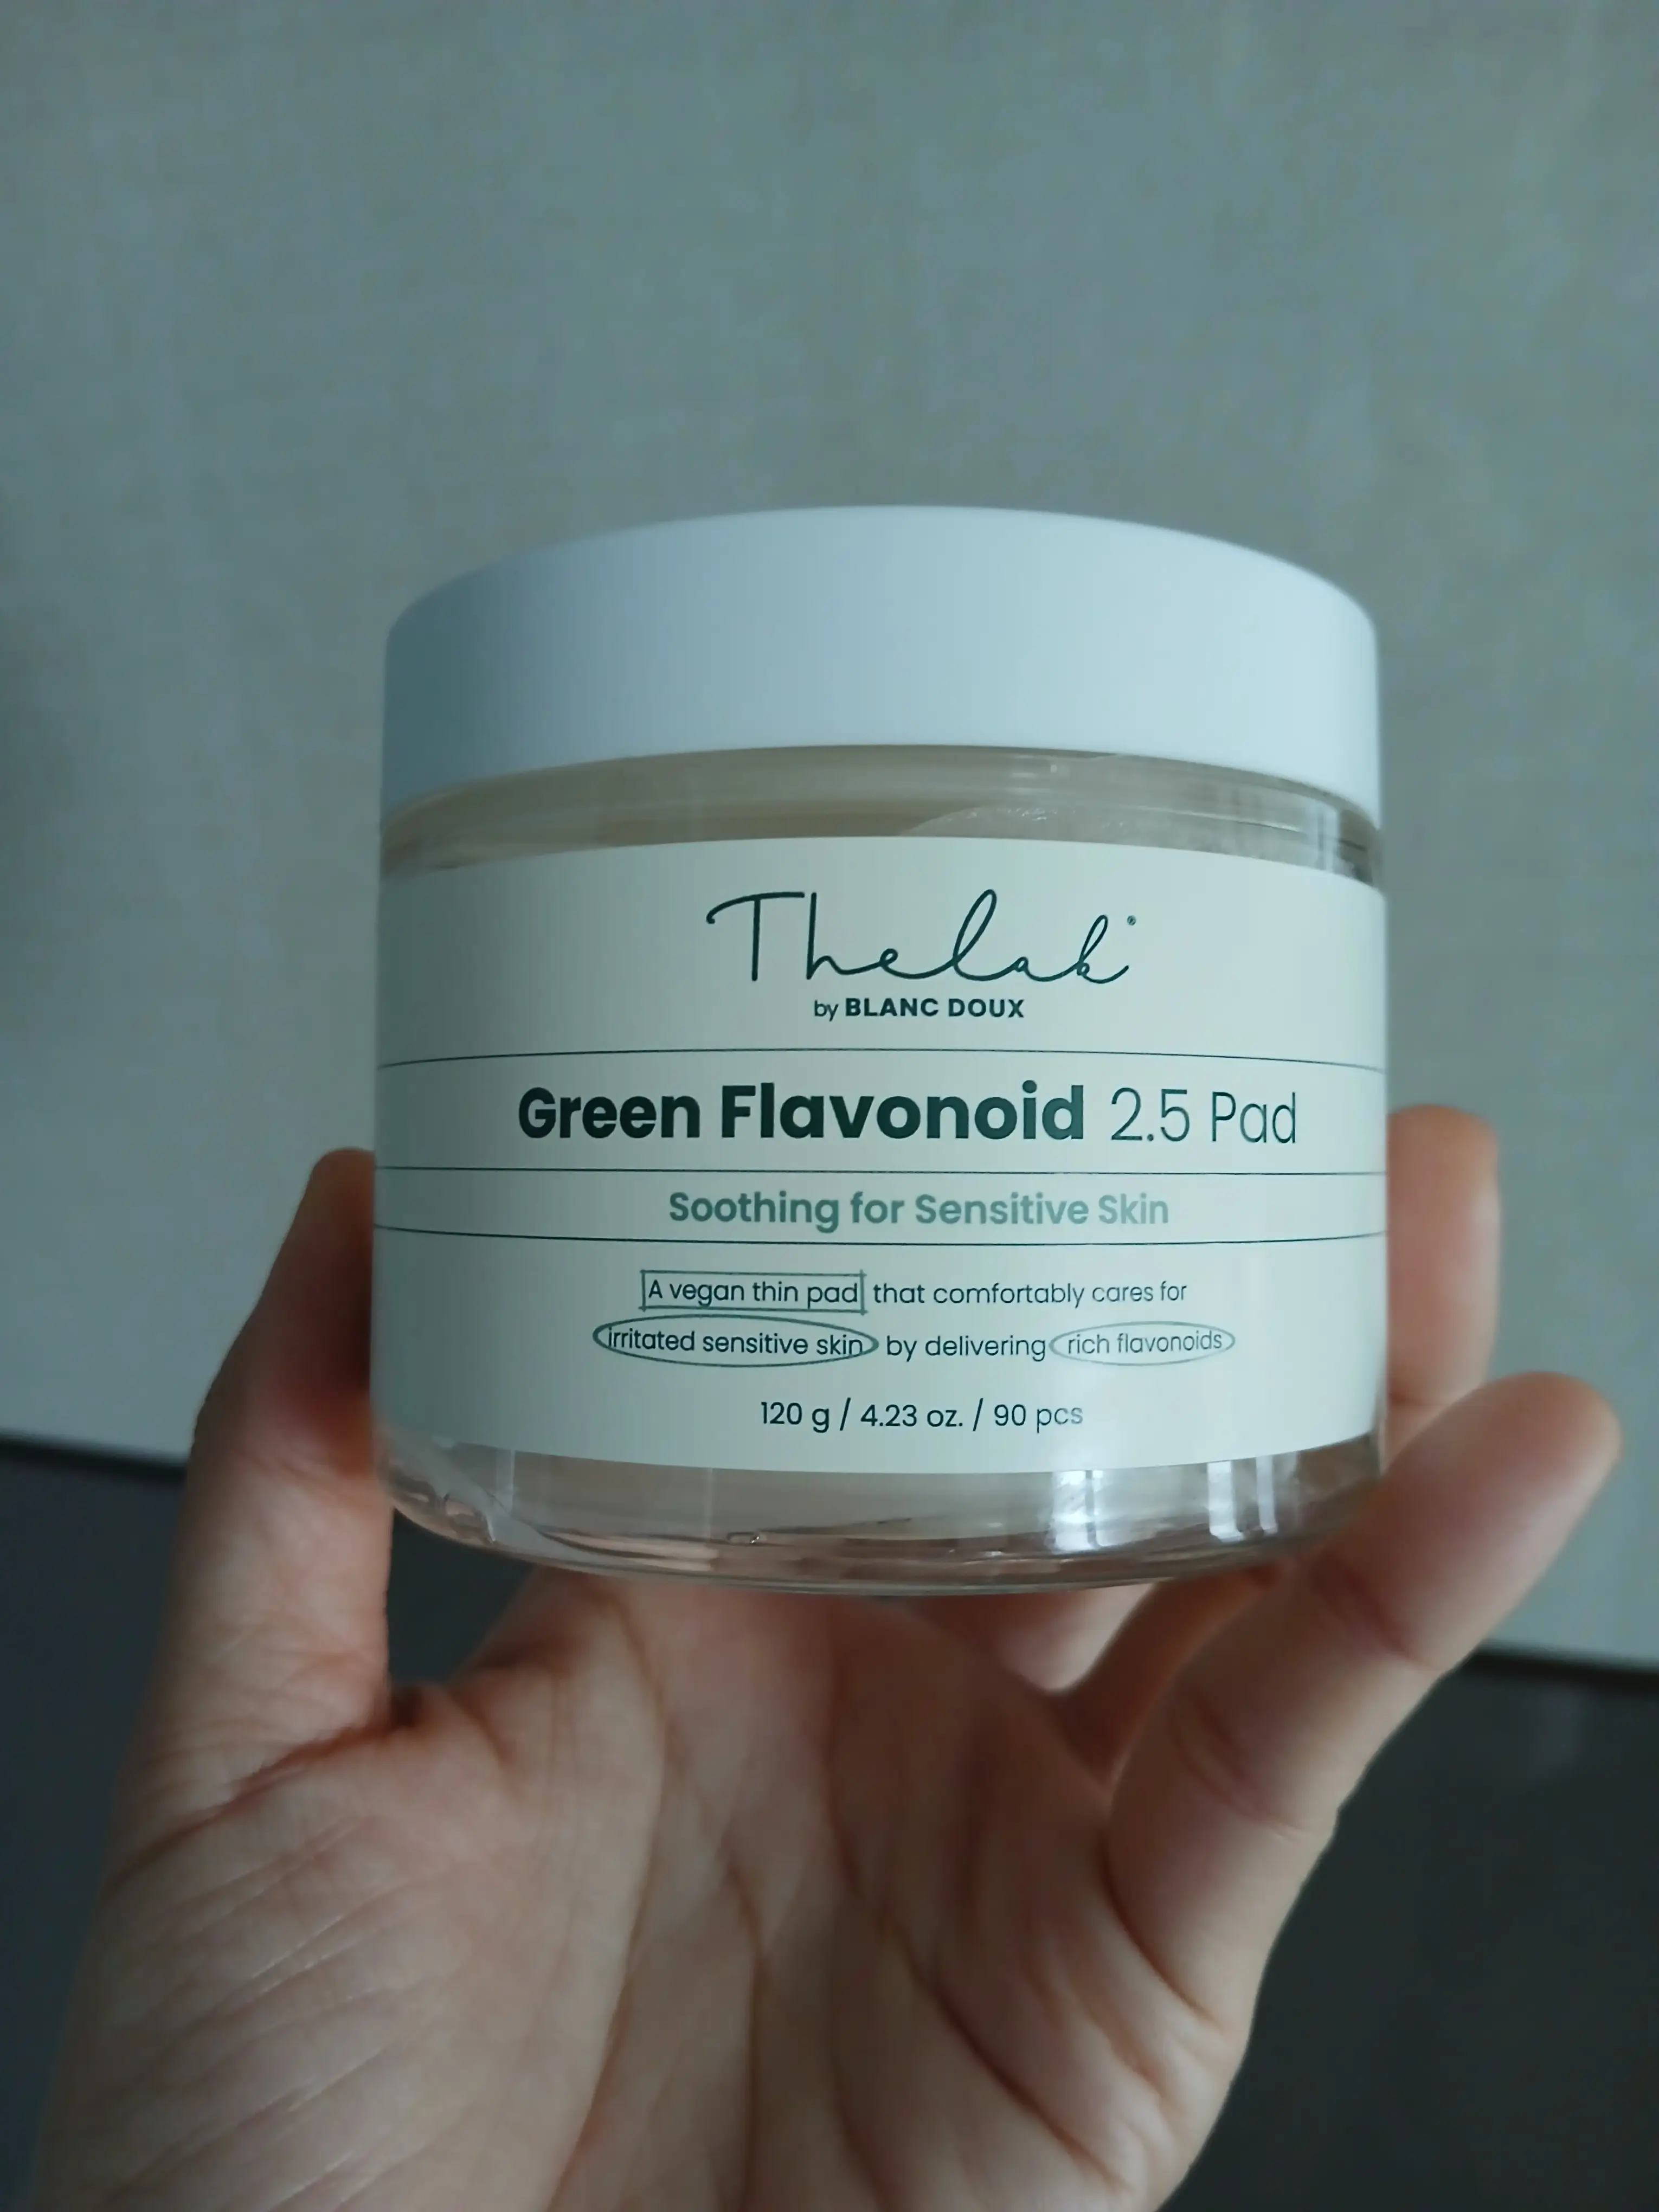 Thelab®
by BLANC DOUX
Green Flavonoid 2.5 Pad
Soothing for Sensitive Skin
A vegan thin pad that comfortably cares for
irritated sensitive skin by delivering rich flavonoids
120 g / 4.23 oz. / 90 pcs